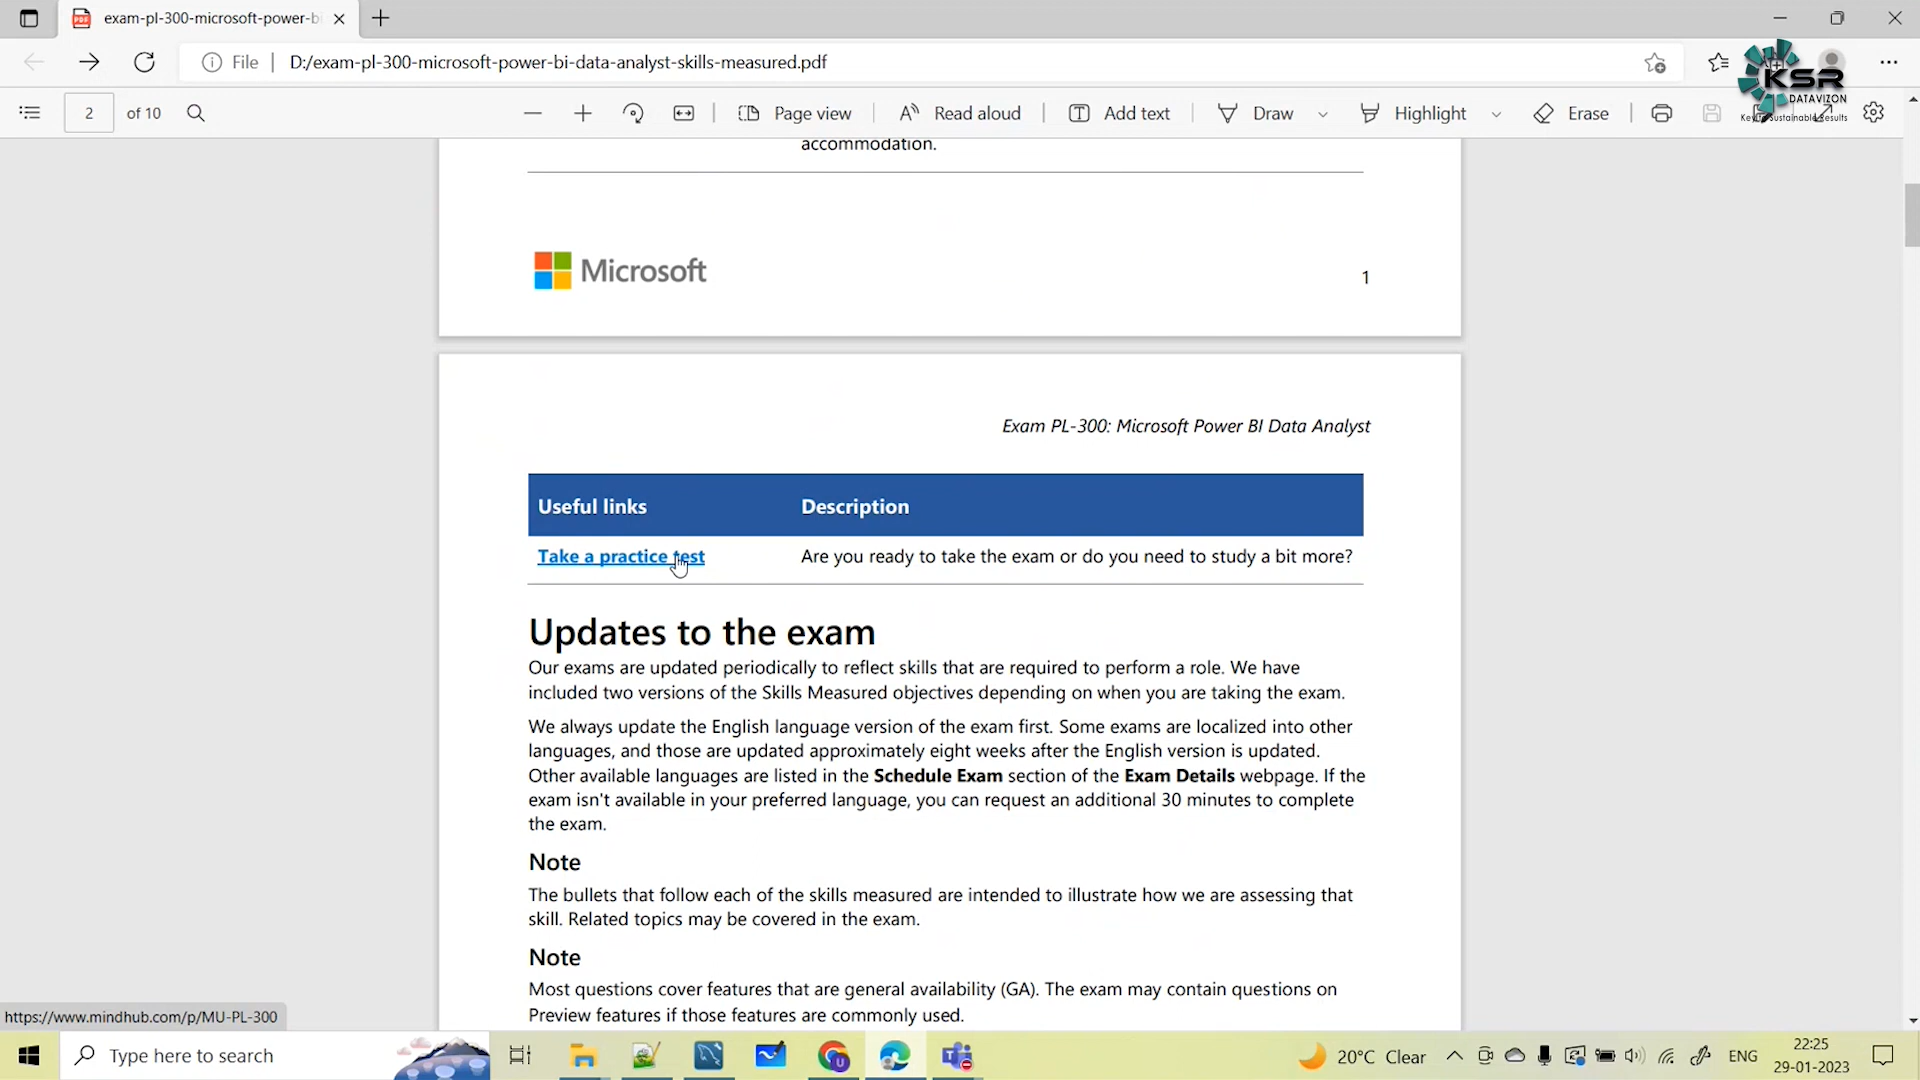 exam-pl-300-microsoft-power-bi
File
D:/exam-pl-300-microsoft-power-bi-data-analyst-skills-measured.pdf
KSR
DATAVIZON
2 of 10
Page view
Read aloud
Add text
Draw
Highlight
Erase
accommodation.
Microsoft
1
Exam PL-300: Microsoft Power BI Data Analyst
Useful links Description
Take a practice test Are you ready to take the exam or do you need to study a bit more?
Updates to the exam
Our exams are updated periodically to reflect skills that are required to perform a role. We have
included two versions of the Skills Measured objectives depending on when you are taking the exam.
We always update the English language version of the exam first. Some exams are localized into other
languages, and those are updated approximately eight weeks after the English version is updated.
Other available languages are listed in the Schedule Exam section of the Exam Details webpage. If the
exam isn't available in your preferred language, you can request an additional 30 minutes to complete
the exam.
Note
The bullets that follow each of the skills measured are intended to illustrate how we are assessing that
skill. Related topics may be covered in the exam.
Note
Most questions cover features that are general availability (GA). The exam may contain questions on
Preview features if those features are commonly used.
https://www.mindhub.com/p/MU-PL-300
Type here to search
20°C Clear
ENG
22:25
29-01-2023